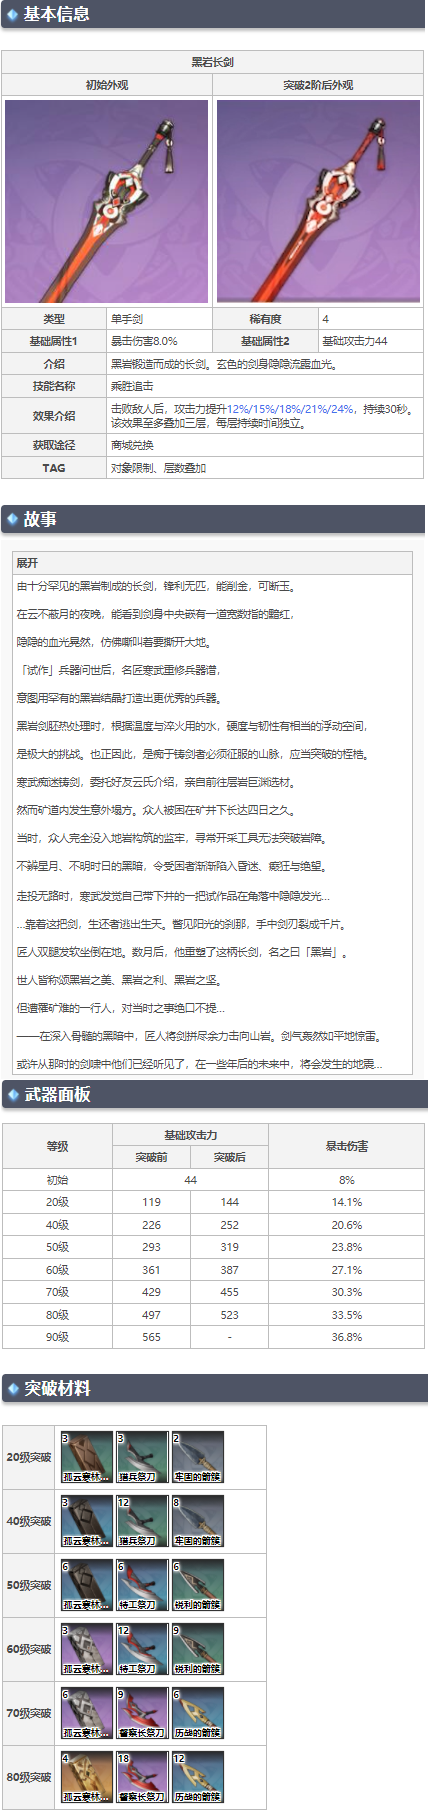 基本信息
黑岩长剑
初始外观 突破2阶后外观
类型 单手剑 稀有度 4
基础属性1 暴击伤害8.0% 基础属性2 基础攻击力44
介绍 黑岩锻造而成的长剑。玄色的剑身隐隐流露血光。
技能名称 乘胜追击
效果介绍 击败敌人后，攻击力提升12%/15%/18%/21%/24%，持续30秒。
该效果至多叠加三层，每层持续时间独立。
获取途径 商城兑换
TAG 对象限制、层数叠加
故事
展开
由十分罕见的黑岩制成的长剑，锋利无匹，能削金，可断玉。
在云不蔽月的夜晚，能看到剑身中央嵌有一道宽数指的黯红，
隐隐的血光晃然，仿佛嘶叫着要撕开大地。
「试作」兵器问世后，名匠寒武重修兵器谱，
意图用罕有的黑岩结晶打造出更优秀的兵器。
黑岩剑胚热处理时，根据温度与淬火用的水，硬度与韧性有相当的浮动空间，
是极大的挑战。也正因此，是痴于铸剑者必须征服的山脉，应当突破的桎梏。
寒武痴迷铸剑，委托好友云氏介绍，亲自前往层岩巨渊选材。
然而矿道内发生意外塌方。众人被困在矿井下长达四日之久。
当时，众人完全没入地岩构筑的监牢，寻常开采工具无法突破岩障。
不辨星月、不明时日的黑暗，令受困者渐渐陷入昏迷、癫狂与绝望。
走投无路时，寒武发觉自己带下井的一把试作品在角落中隐隐发光…
…靠着这把剑，生还者逃出生天。瞥见阳光的刹那，手中剑刃裂成千片。
匠人双腿发软坐倒在地。数月后，他重塑了这柄长剑，名之曰「黑岩」。
世人皆称颂黑岩之美、黑岩之利、黑岩之坚。
但遭罹矿难的一行人，对当时之事绝口不提…
——在深入骨髓的黑暗中，匠人将剑拼尽余力击向山岩。剑气轰然如平地惊雷。
或许从那时的剑啸中他们已经听见了，在一些年后的未来中，将会发生的地震…
武器面板
等级 基础攻击力 暴击伤害
突破前 突破后
初始 44 8%
20级 119 144 14.1%
40级 226 252 20.6%
50级 293 319 23.8%
60级 361 387 27.1%
70级 429 455 30.3%
80级 497 523 33.5%
90级 565 - 36.8%
突破材料
20级突破 3 孤云寒林... 3 猎兵祭刀 2 牢固的箭簇
40级突破 3 孤云寒林... 12 猎兵祭刀 8 牢固的箭簇
50级突破 6 孤云寒林... 6 特工祭刀 6 锐利的箭簇
60级突破 3 孤云寒林... 12 特工祭刀 9 锐利的箭簇
70级突破 6 孤云寒林... 9 督察长祭刀 6 历战的箭簇
80级突破 4 孤云寒林... 18 督察长祭刀 12 历战的箭簇